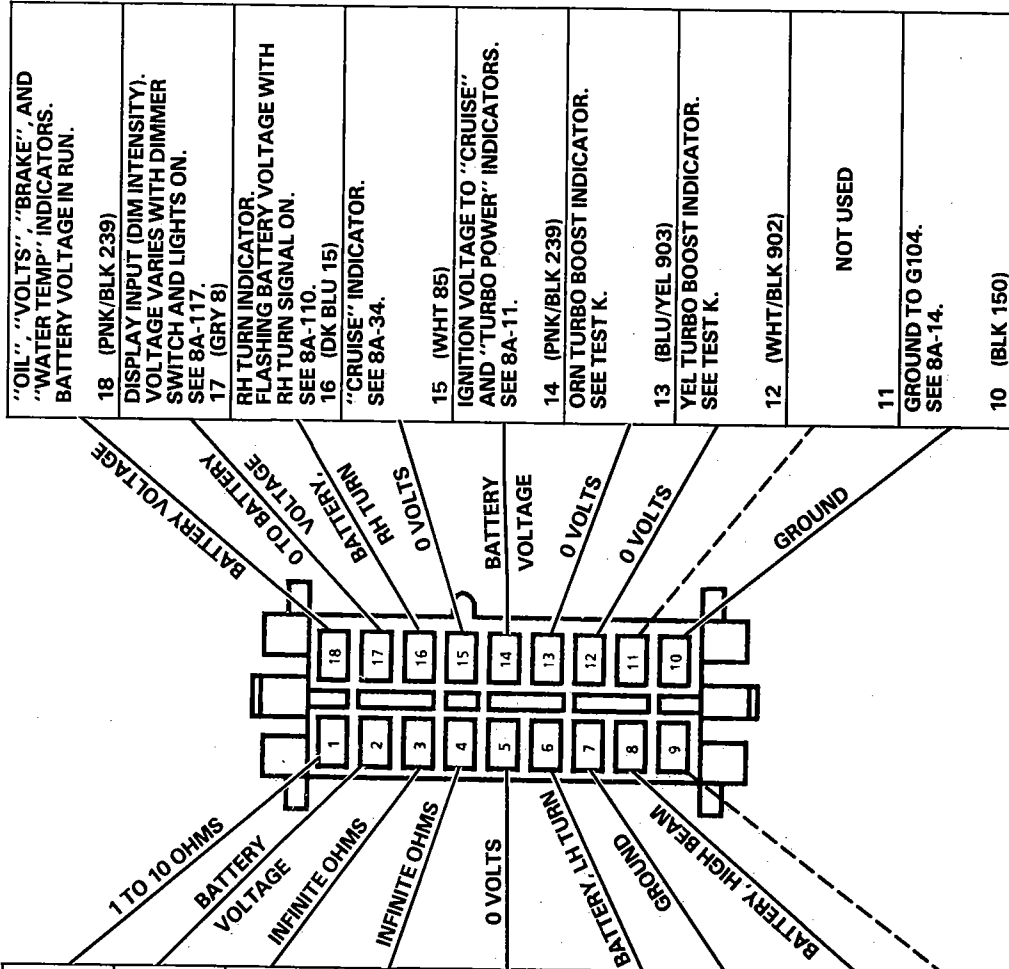 "OIL", "VOLTS", "BRAKE", AND
"WATER TEMP" INDICATORS.
BATTERY VOLTAGE IN RUN.
18 (PNK/BLK 239)
DISPLAY INPUT (DIM INTENSITY).
VOLTAGE VARIES WITH DIMMER
SWITCH AND LIGHTS ON.
SEE 8A-117.
17 (GRY 8)
RH TURN INDICATOR.
FLASHING BATTERY VOLTAGE WITH
RH TURN SIGNAL ON.
SEE 8A-110.
16 (DK BLU 15)
"CRUISE" INDICATOR.
SEE 8A-34.
15 (WHT 85)
IGNITION VOLTAGE TO "CRUISE"
AND "TURBO POWER" INDICATORS.
SEE 8A-11.
14 (PNK/BLK 239)
ORN TURBO BOOST INDICATOR.
SEE TEST K.
13 (BLU/YEL 903)
YEL TURBO BOOST INDICATOR.
SEE TEST K.
12 (WHT/BLK 902)
NOT USED
11
GROUND TO G104.
SEE 8A-14.
10 (BLK 150)
BATTERY VOLTAGE
0 TO BATTERY
VOLTAGE
BATTERY,
RH TURN
0 VOLTS
BATTERY
VOLTAGE
0 VOLTS
0 VOLTS
GROUND
18
17
16
15
14
13
12
11
10
1
2
3
4
5
6
7
8
9
1 TO 10 OHMS
BATTERY
VOLTAGE
INFINITE OHMS
INFINITE OHMS
0 VOLTS
BATTERY, LH TURN
GROUND
BATTERY, HIGH BEAM